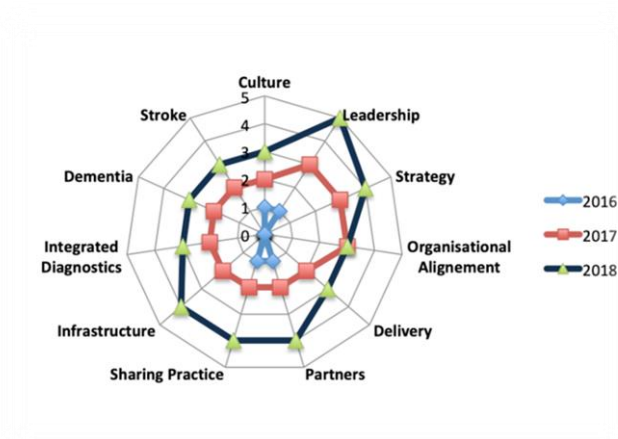 Culture
5
Stroke
Leadership
4
3
Dementia
Strategy
2
1
2016
0
2017
Integrated
Diagnostics
Organisational
Alignement
2018
Infrastructure
Delivery
Sharing Practice
Partners